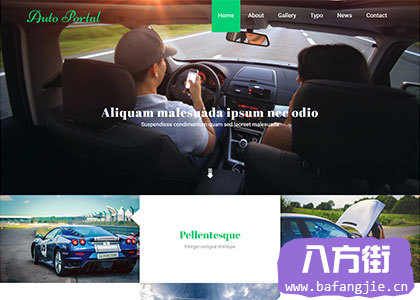 Auto Portal
Home About Gallery Typo News Contact
Aliquam malesuada ipsum nec odio
Suspendisse condimentum quam sed laoreet malesuada
Pellentesque
Integer congue tristique
八方街
www.bafangjie.cn